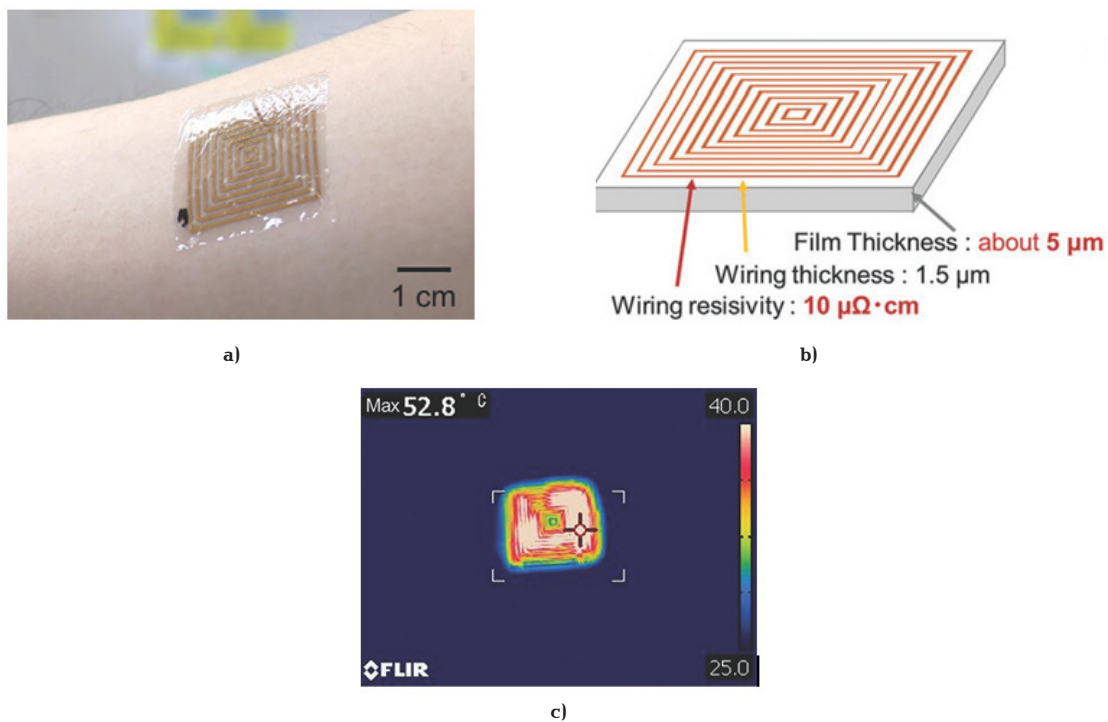 1 cm
a)
Film Thickness : about 5 μm
Wiring thickness : 1.5 μm
Wiring resisivity : 10 μΩ·cm
b)
Max 52.8° C
40.0
25.0
FLIR
c)